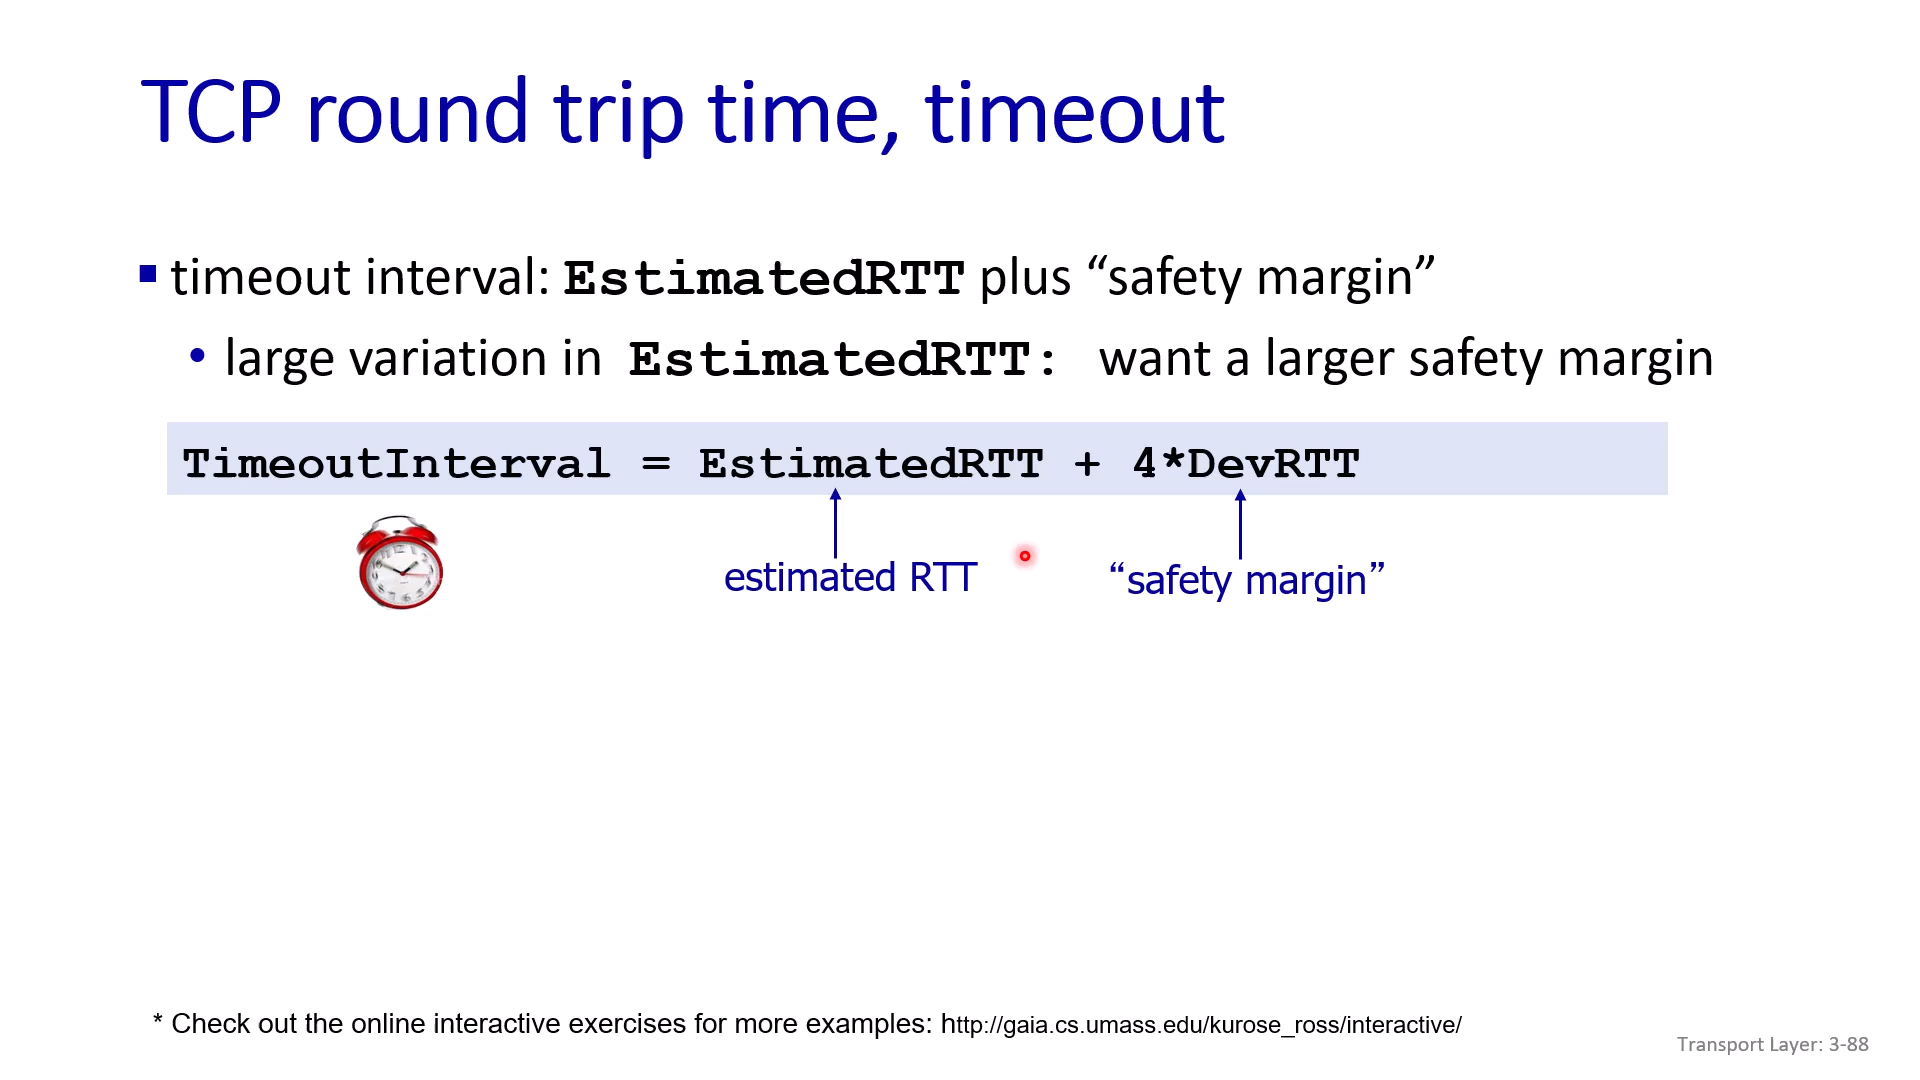 TCP round trip time, timeout
timeout interval: EstimatedRTT plus “safety margin”
large variation in EstimatedRTT: want a larger safety margin
TimeoutInterval = EstimatedRTT + 4*DevRTT
estimated RTT
“safety margin”
* Check out the online interactive exercises for more examples: http://gaia.cs.umass.edu/kurose_ross/interactive/
Transport Layer: 3-88